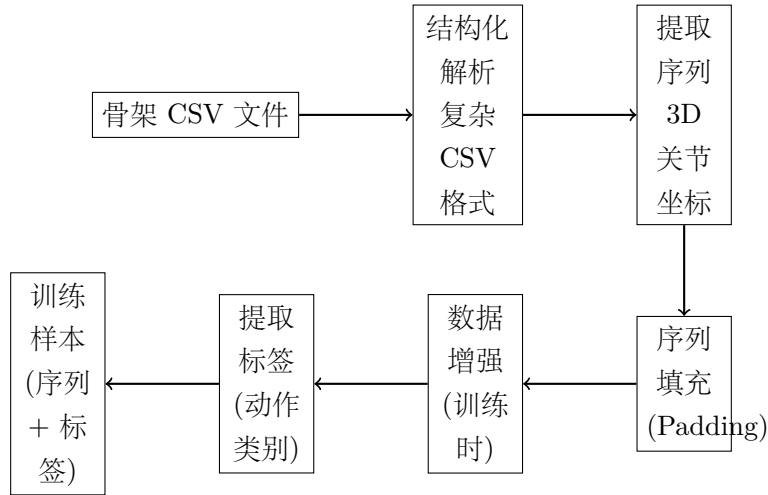 骨架 CSV 文件
结构化
解析
复杂
CSV
格式
提取
序列
3D
关节
坐标
序列
填充
(Padding)
数据
增强
(训练
时)
提取
标签
(动作
类别)
训练
样本
(序列
+ 标
签)